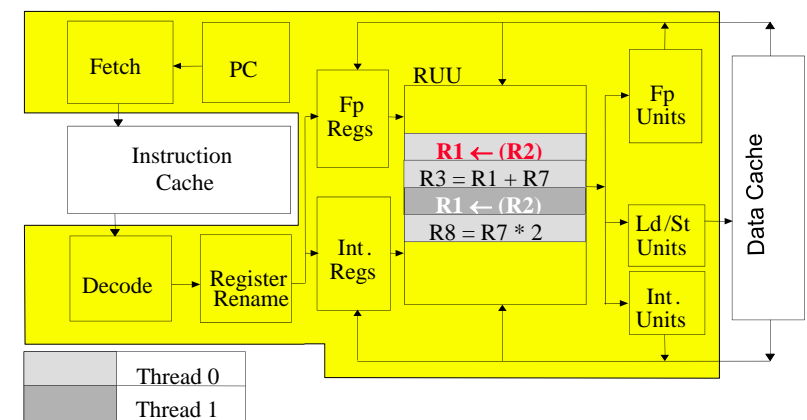 Fetch
PC
Instruction
Cache
Decode
Register
Rename
Fp
Regs
Int.
Regs
RUU
R1 ← (R2)
R3 = R1 + R7
R1 ← (R2)
R8 = R7 * 2
Fp
Units
Ld/St
Units
Int.
Units
Data Cache
Thread 0
Thread 1